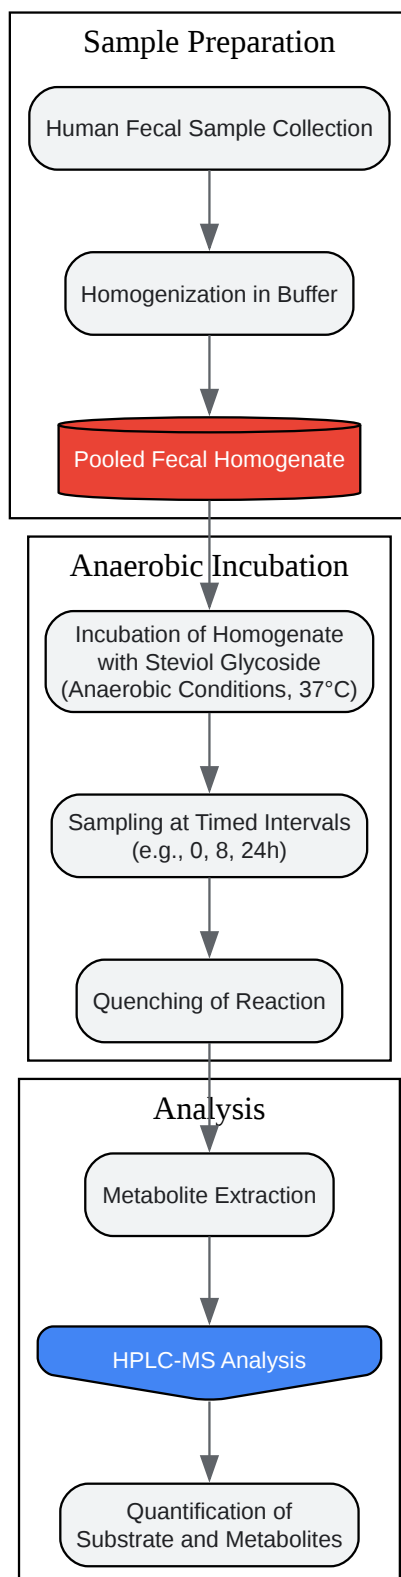 Sample Preparation
Human Fecal Sample Collection
Homogenization in Buffer
Pooled Fecal Homogenate
Anaerobic Incubation
Incubation of Homogenate
with Steviol Glycoside
(Anaerobic Conditions, 37°C)
Sampling at Timed Intervals
(e.g., 0, 8, 24h)
Quenching of Reaction
Analysis
Metabolite Extraction
HPLC-MS Analysis
Quantification of
Substrate and Metabolites